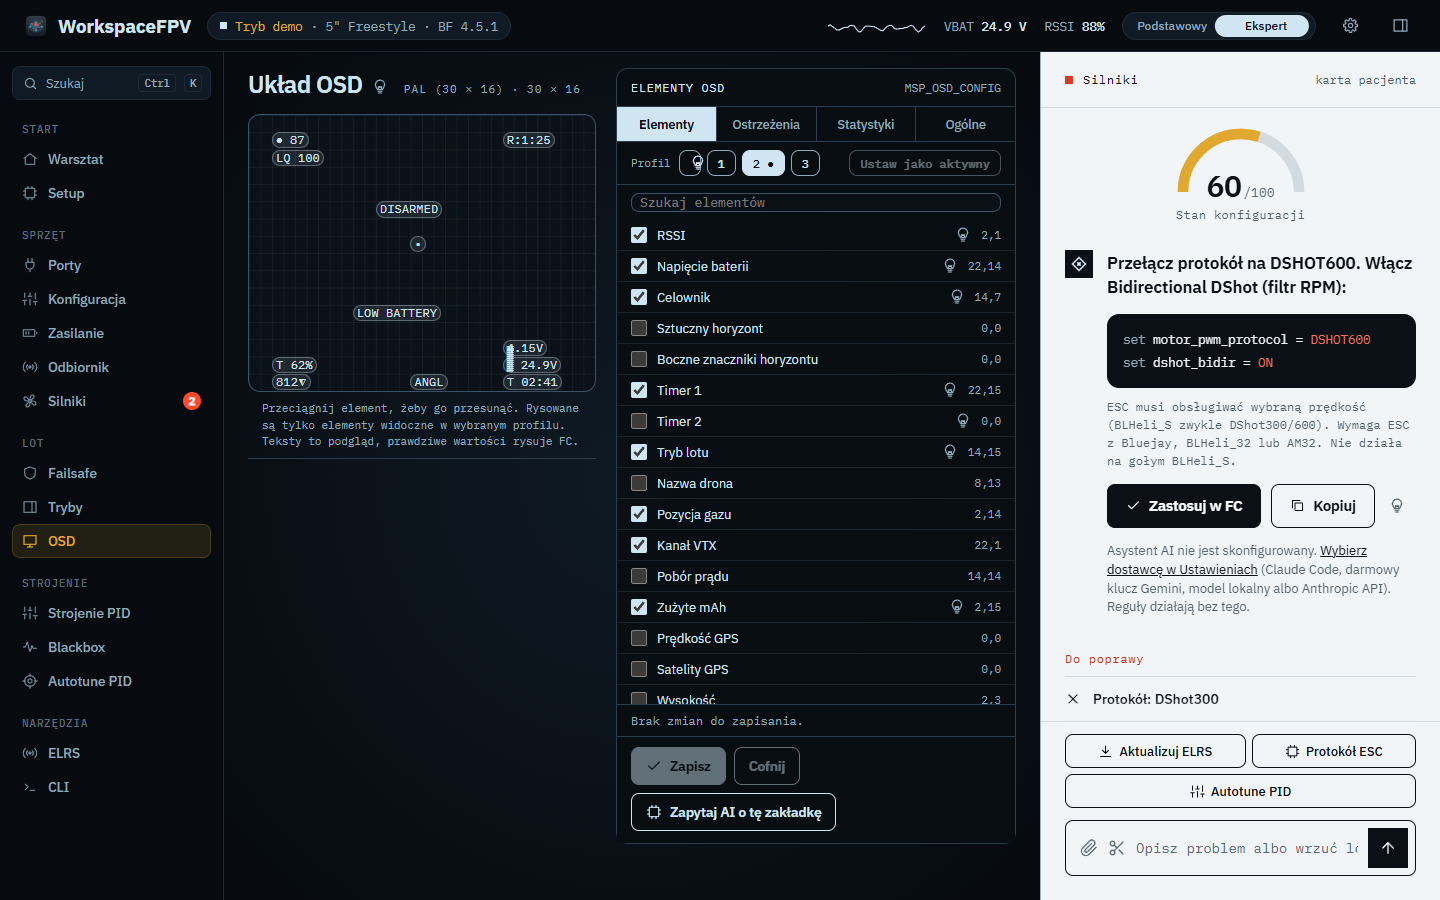 WorkspaceFPV
Tryb demo · 5" Freestyle · BF 4.5.1
VBAT 24.9 V
RSSI 88%
Podstawowy
Ekspert
Szukaj
Ctrl
K
START
Warsztat
Setup
SPRZĘT
Porty
Konfiguracja
Zasilanie
Odbiornik
Silniki
2
LOT
Failsafe
Tryby
OSD
STROJENIE
Strojenie PID
Blackbox
Autotune PID
NARZĘDZIA
ELRS
CLI
Układ OSD
PAL (30 × 16) · 30 × 16
87
R:1:25
LQ 100
DISARMED
LOW BATTERY
.15V
T 62%
24.9V
812
ANGL
T 02:41
Przeciągnij element, żeby go przesunąć. Rysowane
są tylko elementy widoczne w wybranym profilu.
Teksty to podgląd, prawdziwe wartości rysuje FC.
ELEMENTY OSD
MSP_OSD_CONFIG
Elementy
Ostrzeżenia
Statystyki
Ogólne
Profil
1
2 ●
3
Ustaw jako aktywny
Szukaj elementów
RSSI 2,1
Napięcie baterii 22,14
Celownik 14,7
Sztuczny horyzont 0,0
Boczne znaczniki horyzontu 0,0
Timer 1 22,15
Timer 2 0,0
Tryb lotu 14,15
Nazwa drona 8,13
Pozycja gazu 2,14
Kanał VTX 22,1
Pobór prądu 14,14
Zużyte mAh 2,15
Prędkość GPS 0,0
Satelity GPS 0,0
Wysokość 2,3
Brak zmian do zapisania.
Zapisz
Cofnij
Zapytaj AI o tę zakładkę
Silniki
karta pacjenta
60/100
Stan konfiguracji
Przełącz protokół na DSHOT600. Włącz
Bidirectional DShot (filtr RPM):
set motor_pwm_protocol = DSHOT600
set dshot_bidir = ON
ESC musi obsługiwać wybraną prędkość
(BLHeli_S zwykle DShot300/600). Wymaga ESC
z Bluejay, BLHeli_32 lub AM32. Nie działa
na gołym BLHeli_S.
Zastosuj w FC
Kopiuj
Asystent AI nie jest skonfigurowany. Wybierz
dostawcę w Ustawieniach (Claude Code, darmowy
klucz Gemini, model lokalny albo Anthropic API).
Reguły działają bez tego.
Do poprawy
Protokół: DShot300
Aktualizuj ELRS
Protokół ESC
Autotune PID
Opisz problem albo wrzuć